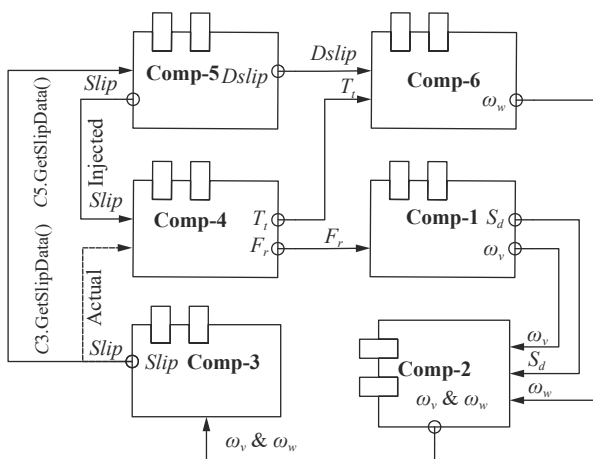 Slip
Comp-5
Dslip
Dslip
T_t
Comp-6
ω_w
C5.GetSlipData()
Injected
Slip
Comp-4
T_t
F_r
F_r
Comp-1
S_d
ω_v
C3.GetSlipData()
Actual
Slip
Slip
Comp-3
ω_v & ω_w
Comp-2
ω_v & ω_w
ω_v
S_d
ω_w